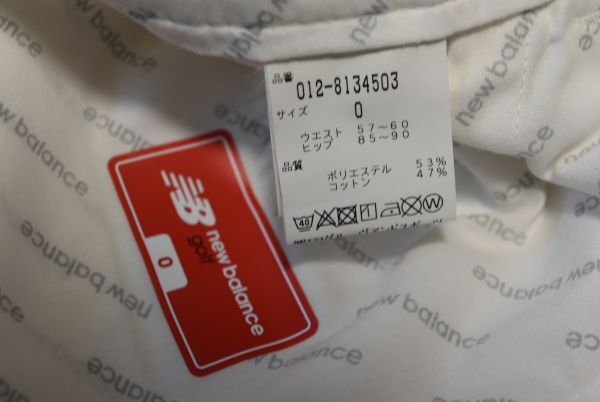 品番
012-8134503
サイズ 0
ウエスト 57〜60
ヒップ 85〜90
品質
ポリエステル 53%
コットン 47%
40
W
new balance
golf
0
new balance
new balance
new balance
new balance
new balance
new balance
new balance